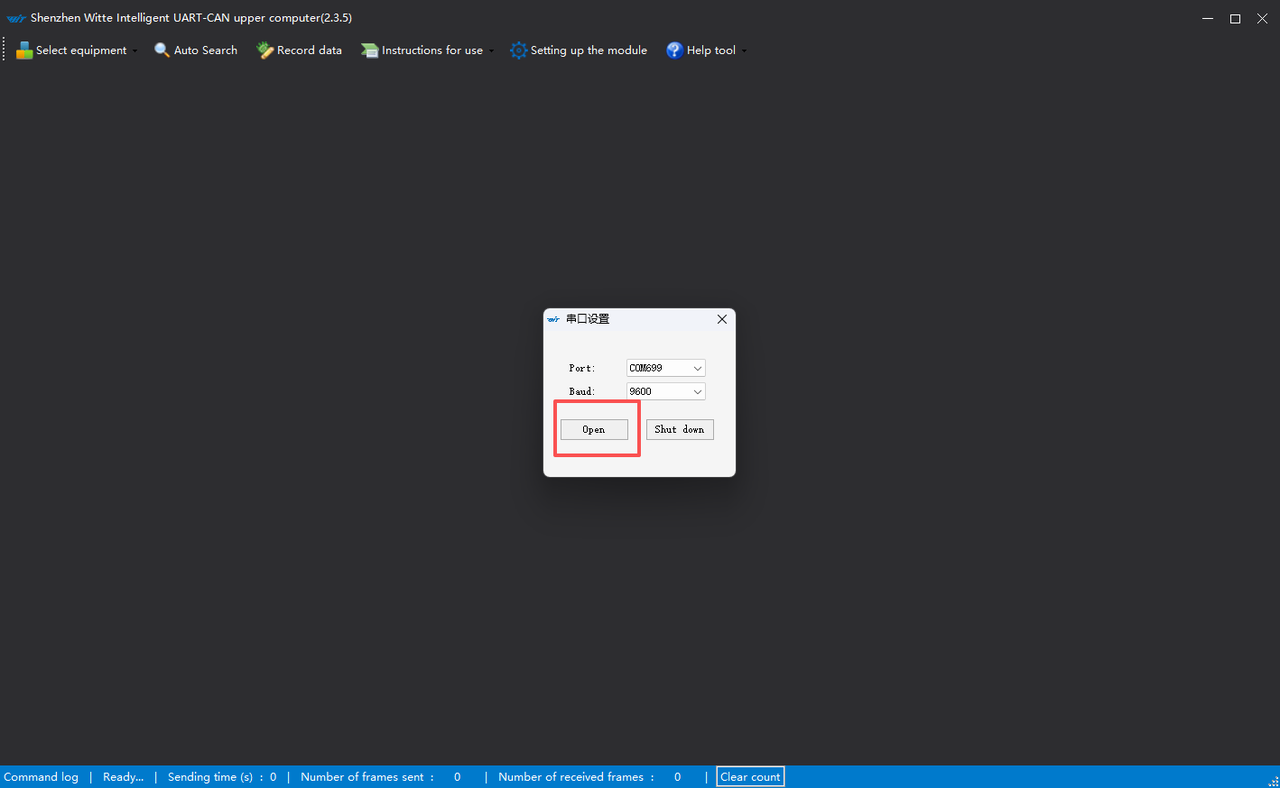 Shenzhen Witte Intelligent UART-CAN upper computer(2.3.5)
Select equipment Auto Search Record data Instructions for use Setting up the module Help tool
串口设置
Port: COM699
Baud: 9600
Open Shut down
Command log | Ready... | Sending time (s) : 0 | Number of frames sent : 0 | Number of received frames : 0 | Clear count